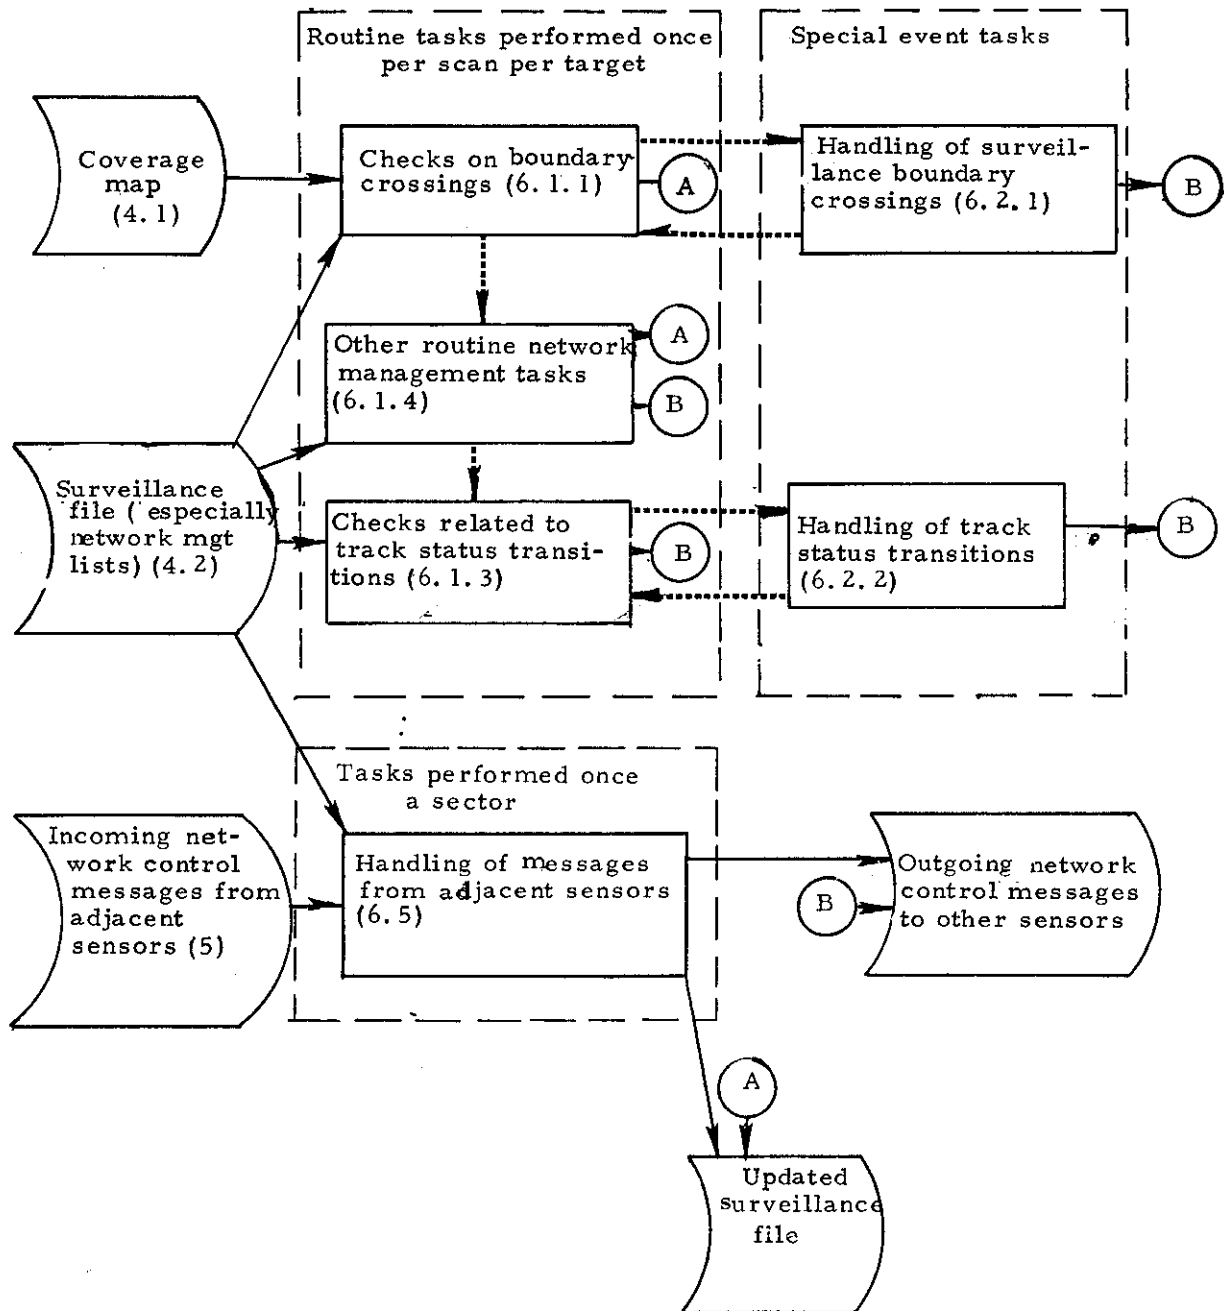 Routine tasks performed once
per scan per target
Special event tasks
Coverage
map
(4.1)
Checks on boundary
crossings (6.1.1)
A
Handling of surveil-
lance boundary
crossings (6.2.1)
B
Other routine network
management tasks
(6.1.4)
A
B
Surveillance
file ( especially
network mgt
lists) (4.2)
Checks related to
track status transi-
tions (6.1.3)
B
Handling of track
status transitions
(6.2.2)
B
Tasks performed once
a sector
Incoming net-
work control
messages from
adjacent
sensors (5)
Handling of messages
from adjacent sensors
(6.5)
Outgoing network
control messages
to other sensors
B
A
Updated
surveillance
file